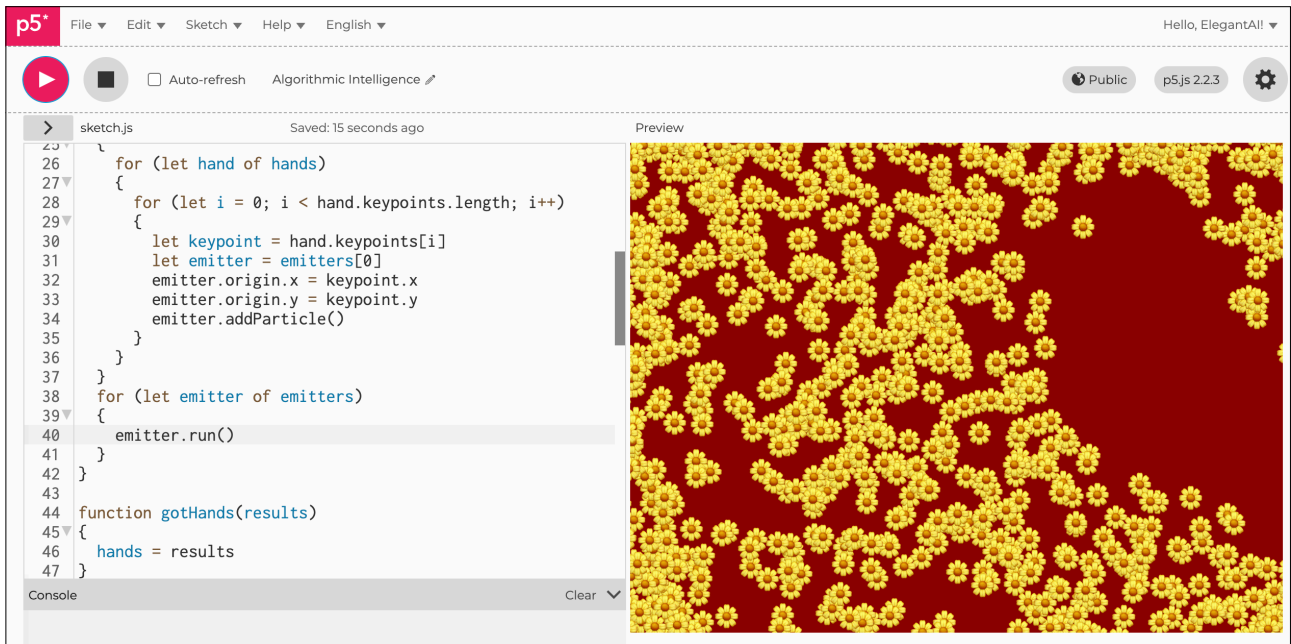 p5* File Edit Sketch Help English Hello, ElegantAI!
Auto-refresh Algorithmic Intelligence Public p5.js 2.2.3
sketch.js Saved: 15 seconds ago Preview
25 {
26 for (let hand of hands)
27 {
28 for (let i = 0; i < hand.keypoints.length; i++)
29 {
30 let keypoint = hand.keypoints[i]
31 let emitter = emitters[0]
32 emitter.origin.x = keypoint.x
33 emitter.origin.y = keypoint.y
34 emitter.addParticle()
35 }
36 }
37 }
38 for (let emitter of emitters)
39 {
40 emitter.run()
41 }
42 }
43
44 function gotHands(results)
45 {
46 hands = results
47 }
Console Clear